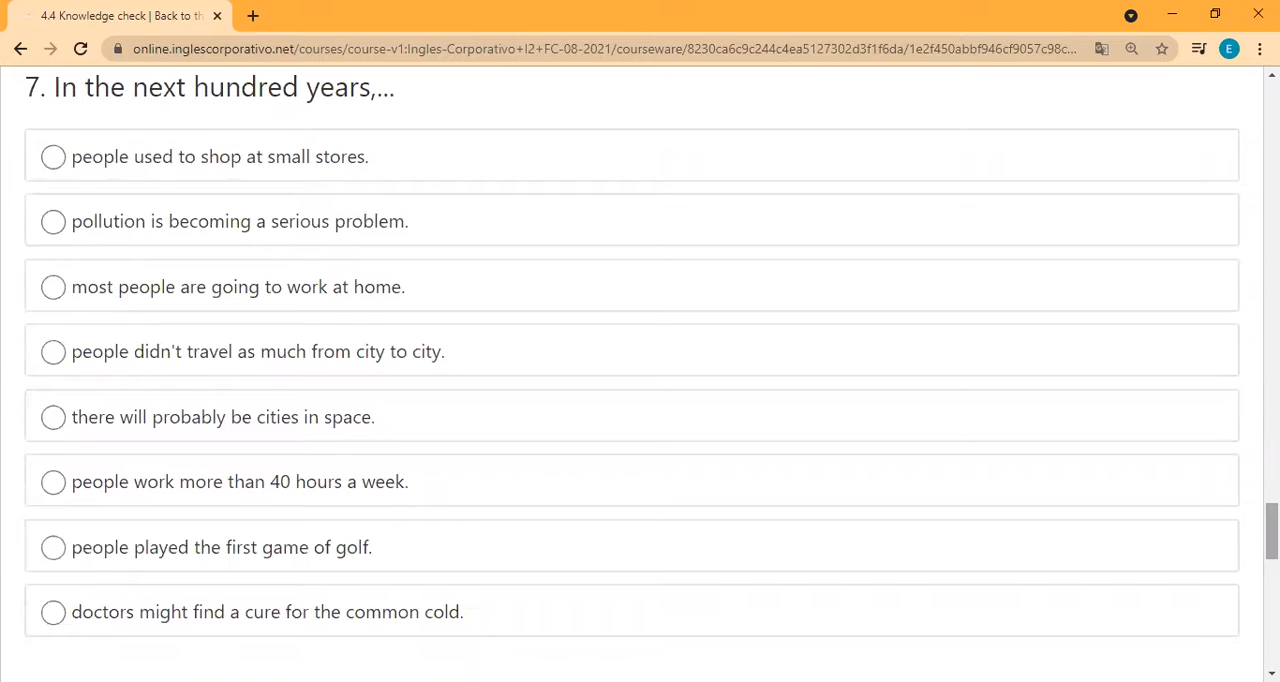 4.4 Knowledge check | Back to th
online.inglescorporativo.net/courses/course-v1:Ingles-Corporativo+I2+FC-08-2021/courseware/8230ca6c9c244c4ea5127302d3f1f6da/1e2f450abbf946cf9057c98c...
E
7. In the next hundred years,...
people used to shop at small stores.
pollution is becoming a serious problem.
most people are going to work at home.
people didn't travel as much from city to city.
there will probably be cities in space.
people work more than 40 hours a week.
people played the first game of golf.
doctors might find a cure for the common cold.